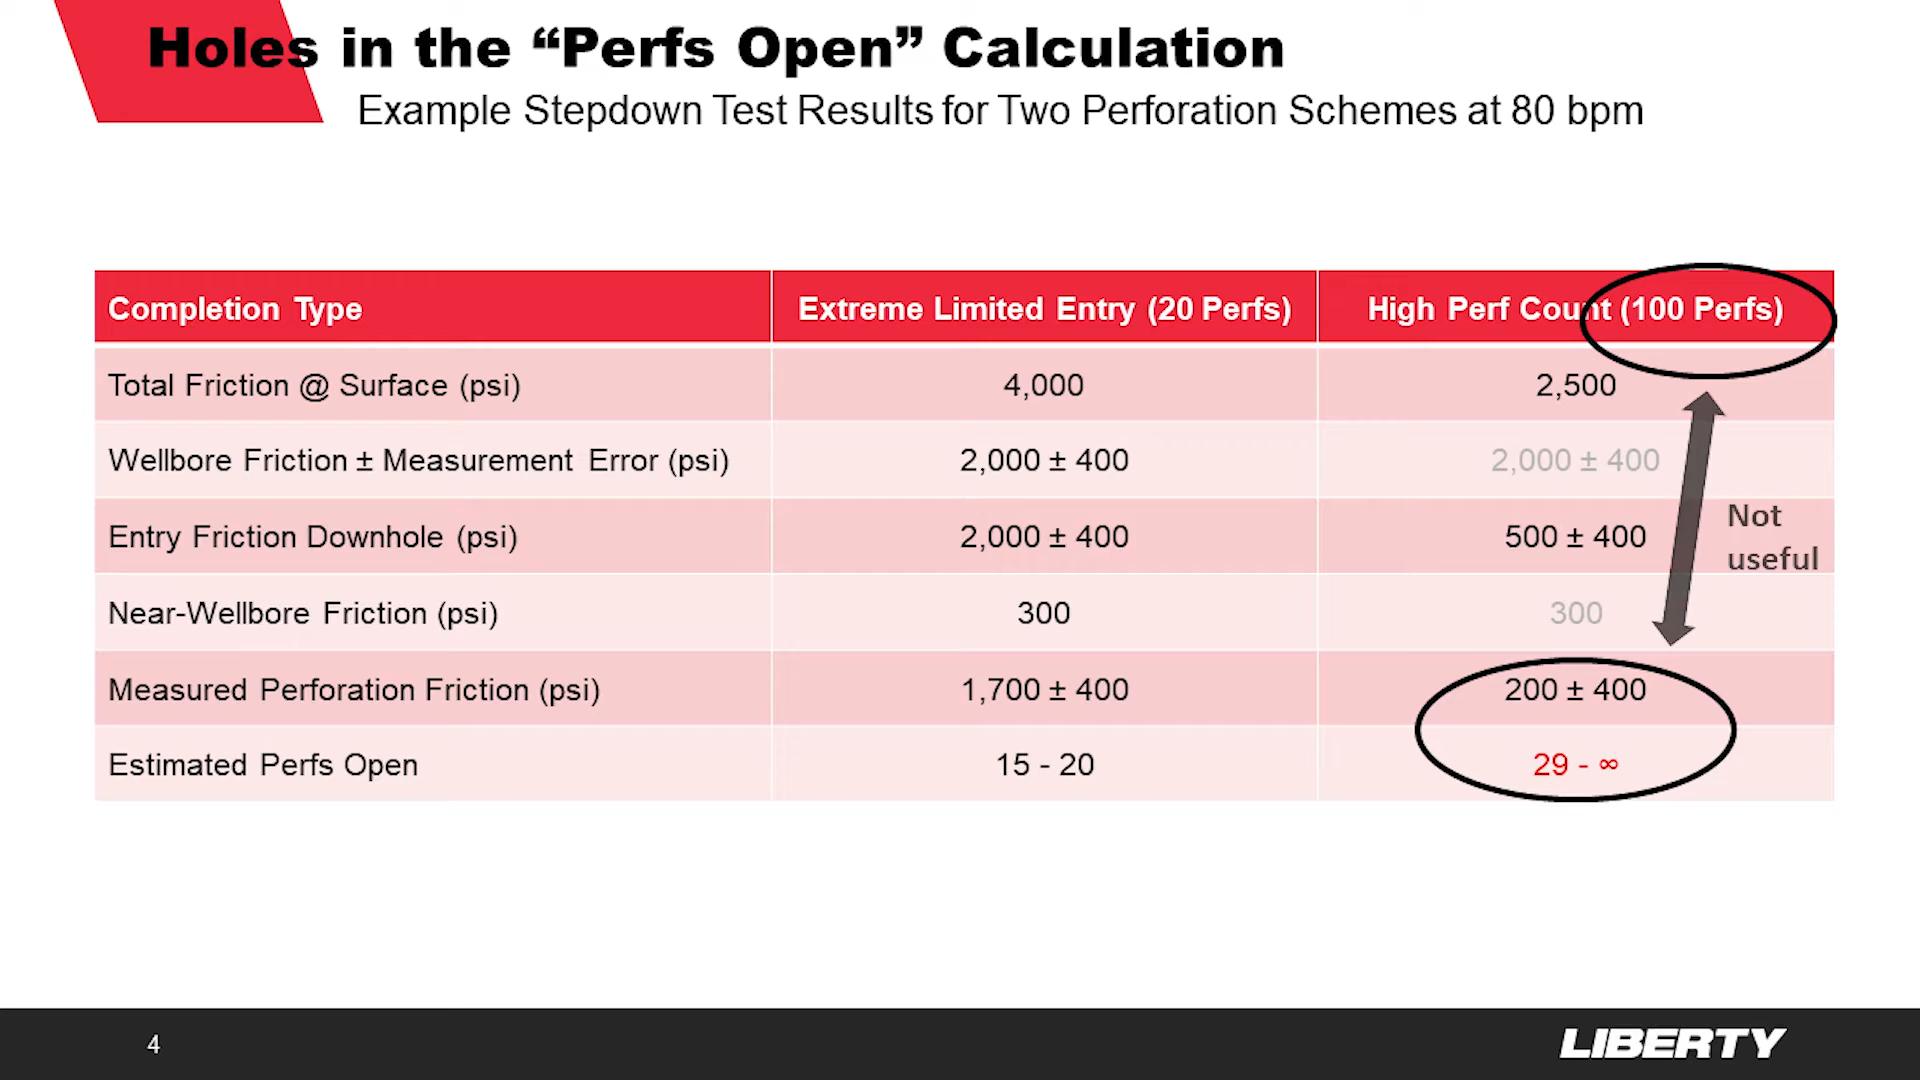 Holes in the “Perfs Open” Calculation
Example Stepdown Test Results for Two Perforation Schemes at 80 bpm
Completion Type Extreme Limited Entry (20 Perfs) High Perf Count (100 Perfs)
Total Friction @ Surface (psi) 4,000 2,500
Wellbore Friction ± Measurement Error (psi) 2,000 ± 400 2,000 ± 400
Entry Friction Downhole (psi) 2,000 ± 400 500 ± 400
Not
useful
Near-Wellbore Friction (psi) 300 300
Measured Perforation Friction (psi) 1,700 ± 400 200 ± 400
Estimated Perfs Open 15 - 20 29 - ∞
4
LIBERTY